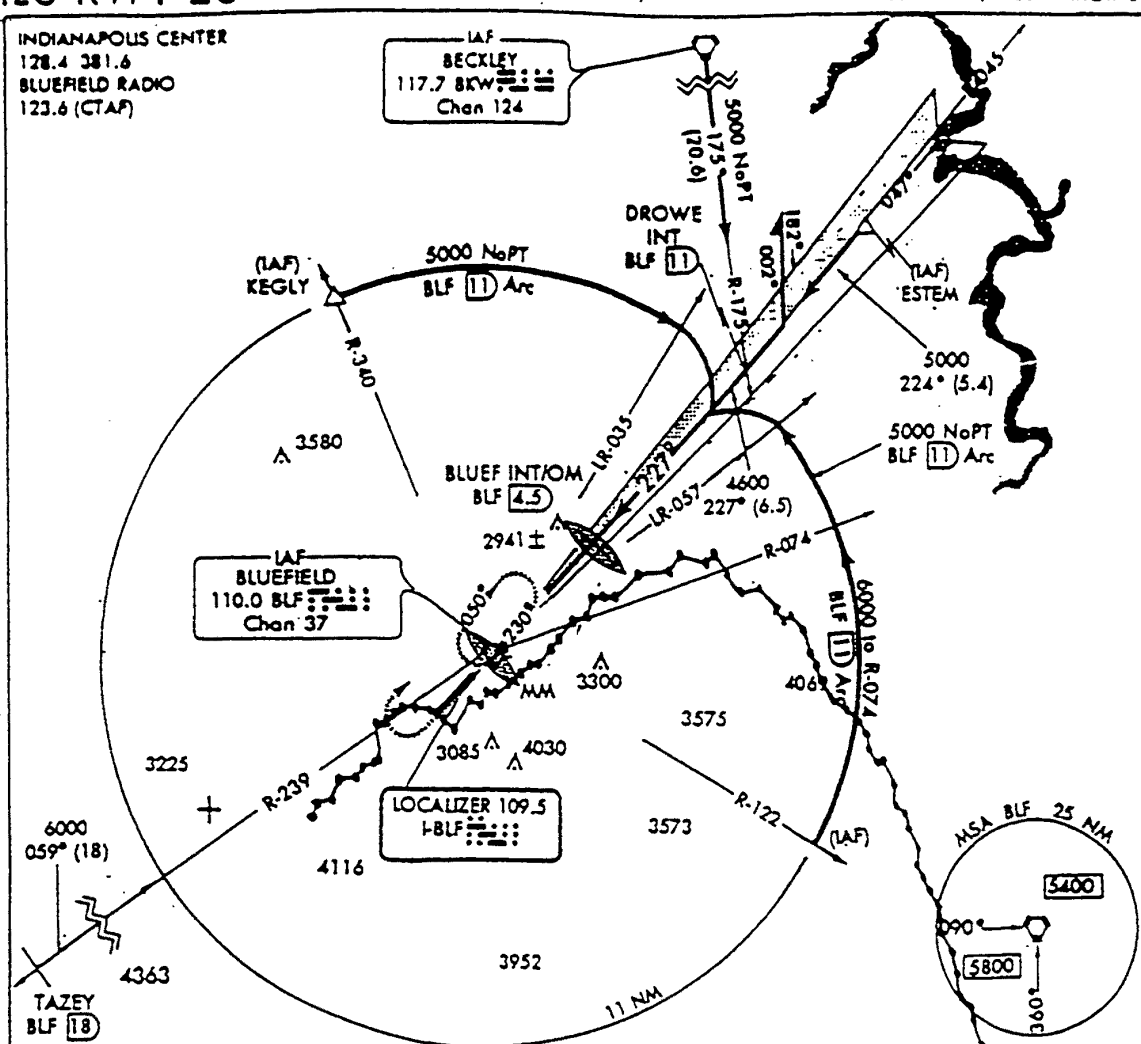 INDIANAPOLIS CENTER
128.4 381.6
BLUEFIELD RADIO
123.6 (CTAF)
IAF
BECKLEY
117.7 BKW
Chan 124
5000 NoPT
175°
(20.6)
R-175
DROWE
INT
BLF 11
182°
002°
045
047°
(IAF)
ESTEM
5000
224° (5.4)
(IAF)
KEGLY
5000 NoPT
BLF 11 Arc
R-340
3580
LR-035
5000 NoPT
BLF 11 Arc
BLUEF INT/OM
BLF 4.5
227°
4600
227° (6.5)
LR-057
2941±
R-074
IAF
BLUEFIELD
110.0 BLF
Chan 37
050°
230°
6000 to R-074
BLF 11 Arc
MM
3300
4069
3575
3085
4030
3225
R-239
LOCALIZER 109.5
I-BLF
R-122
(IAF)
3573
6000
059° (18)
4116
MSA BLF 25 NM
5400
090°
5800
360°
4363
3952
11 NM
TAZEY
BLF 18